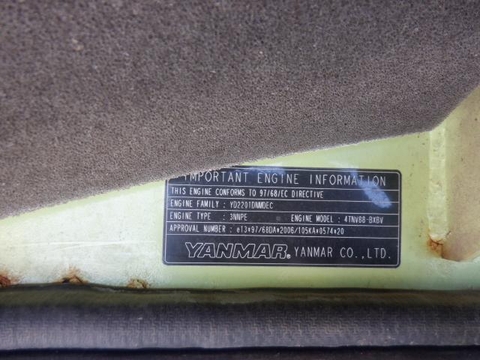 IMPORTANT ENGINE INFORMATION
THIS ENGINE CONFORMS TO 97/68/EC DIRECTIVE
ENGINE FAMILY : YD2201DNMDEC
ENGINE TYPE : 3NNPE ENGINE MODEL : 4TNV88-BXBV
APPROVAL NUMBER : e13*97/68DA*2006/105KA*0574*20
YANMAR® YANMAR CO.,LTD.